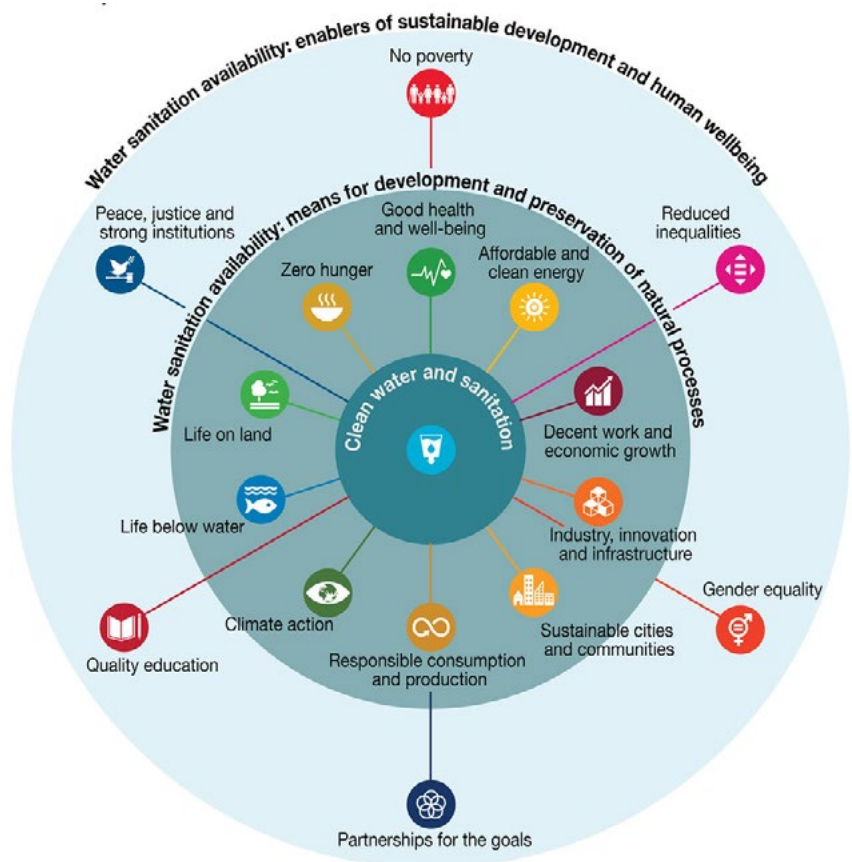 Water sanitation availability: enablers of sustainable development and human wellbeing
No poverty
Water sanitation availability: means for development and preservation of natural processes
Peace, justice and
strong institutions
Good health
and well-being
Reduced
inequalities
Zero hunger
Affordable and
clean energy
Clean water and sanitation
Life on land
Decent work and
economic growth
Life below water
Industry, innovation
and infrastructure
Gender equality
Climate action
Sustainable cities
and communities
Quality education
Responsible consumption
and production
Partnerships for the goals